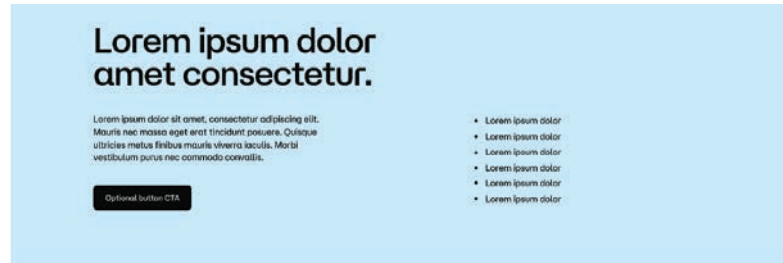 Lorem ipsum dolor
amet consectetur.
Lorem ipsum dolor sit amet, consectetur adipiscing elit.
Mauris nec massa eget erat tincidunt posuere. Quisque
ultricies metus finibus mauris viverra iaculis. Morbi
vestibulum purus nec commodo convallis.
Optional button CTA
• Lorem ipsum dolor
• Lorem ipsum dolor
• Lorem ipsum dolor
• Lorem ipsum dolor
• Lorem ipsum dolor
• Lorem ipsum dolor